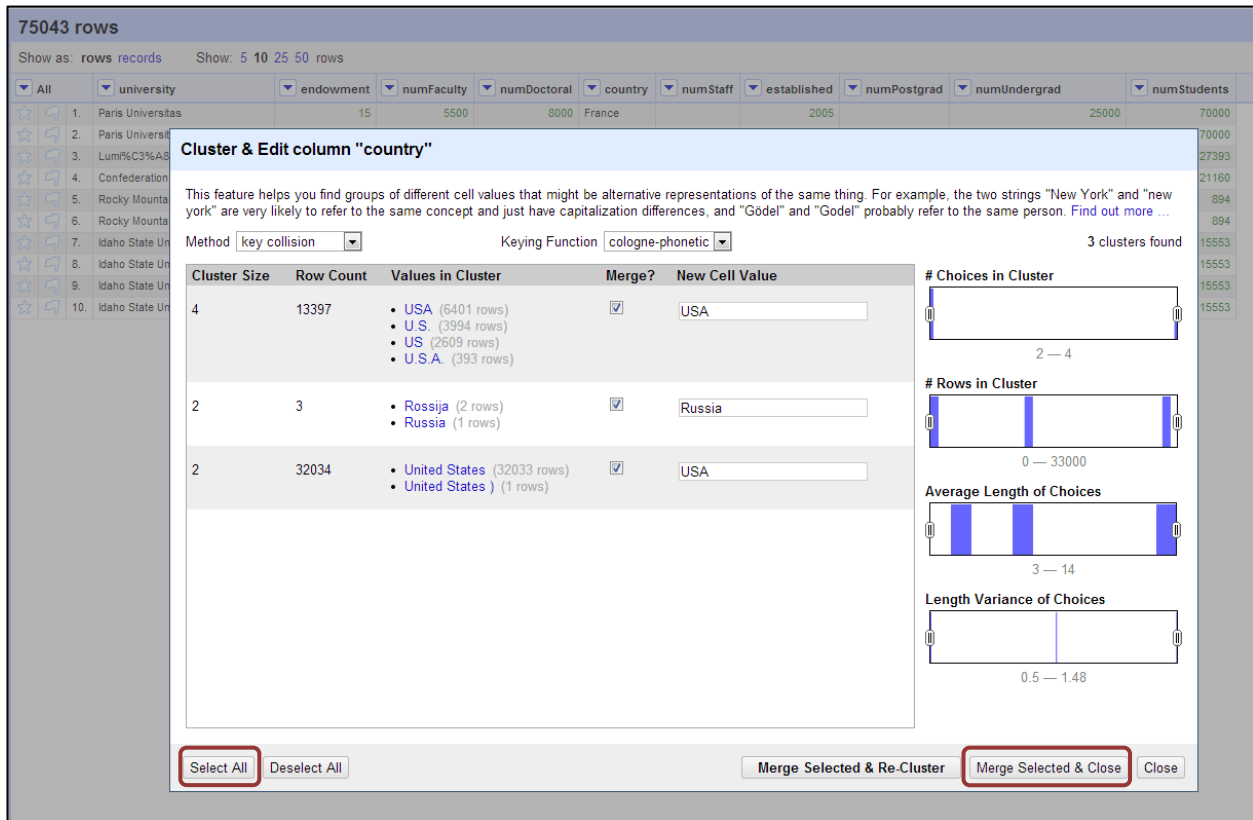 75043 rows
Show as: rows records Show: 5 10 25 50 rows
All university endowment numFaculty numDoctoral country numStaff established numPostgrad numUndergrad numStudents
1. Paris Universitas 15 5500 8000 France 2005 25000 70000
2. Paris Universit 70000
3. Lumi%C3%A8 27393
4. Confederation 21160
5. Rocky Mounta 894
6. Rocky Mounta 894
7. Idaho State Un 15553
8. Idaho State Un 15553
9. Idaho State Un 15553
10. Idaho State Un 15553
Cluster & Edit column "country"
This feature helps you find groups of different cell values that might be alternative representations of the same thing. For example, the two strings "New York" and "new
york" are very likely to refer to the same concept and just have capitalization differences, and "Gödel" and "Godel" probably refer to the same person. Find out more ...
Method key collision Keying Function cologne-phonetic 3 clusters found
Cluster Size Row Count Values in Cluster Merge? New Cell Value
4 13397 • USA (6401 rows) USA
• U.S. (3994 rows)
• US (2609 rows)
• U.S.A. (393 rows)
2 3 • Rossija (2 rows) Russia
• Russia (1 rows)
2 32034 • United States (32033 rows) USA
• United States ) (1 rows)
# Choices in Cluster
2 — 4
# Rows in Cluster
0 — 33000
Average Length of Choices
3 — 14
Length Variance of Choices
0.5 — 1.48
Select All Deselect All Merge Selected & Re-Cluster Merge Selected & Close Close